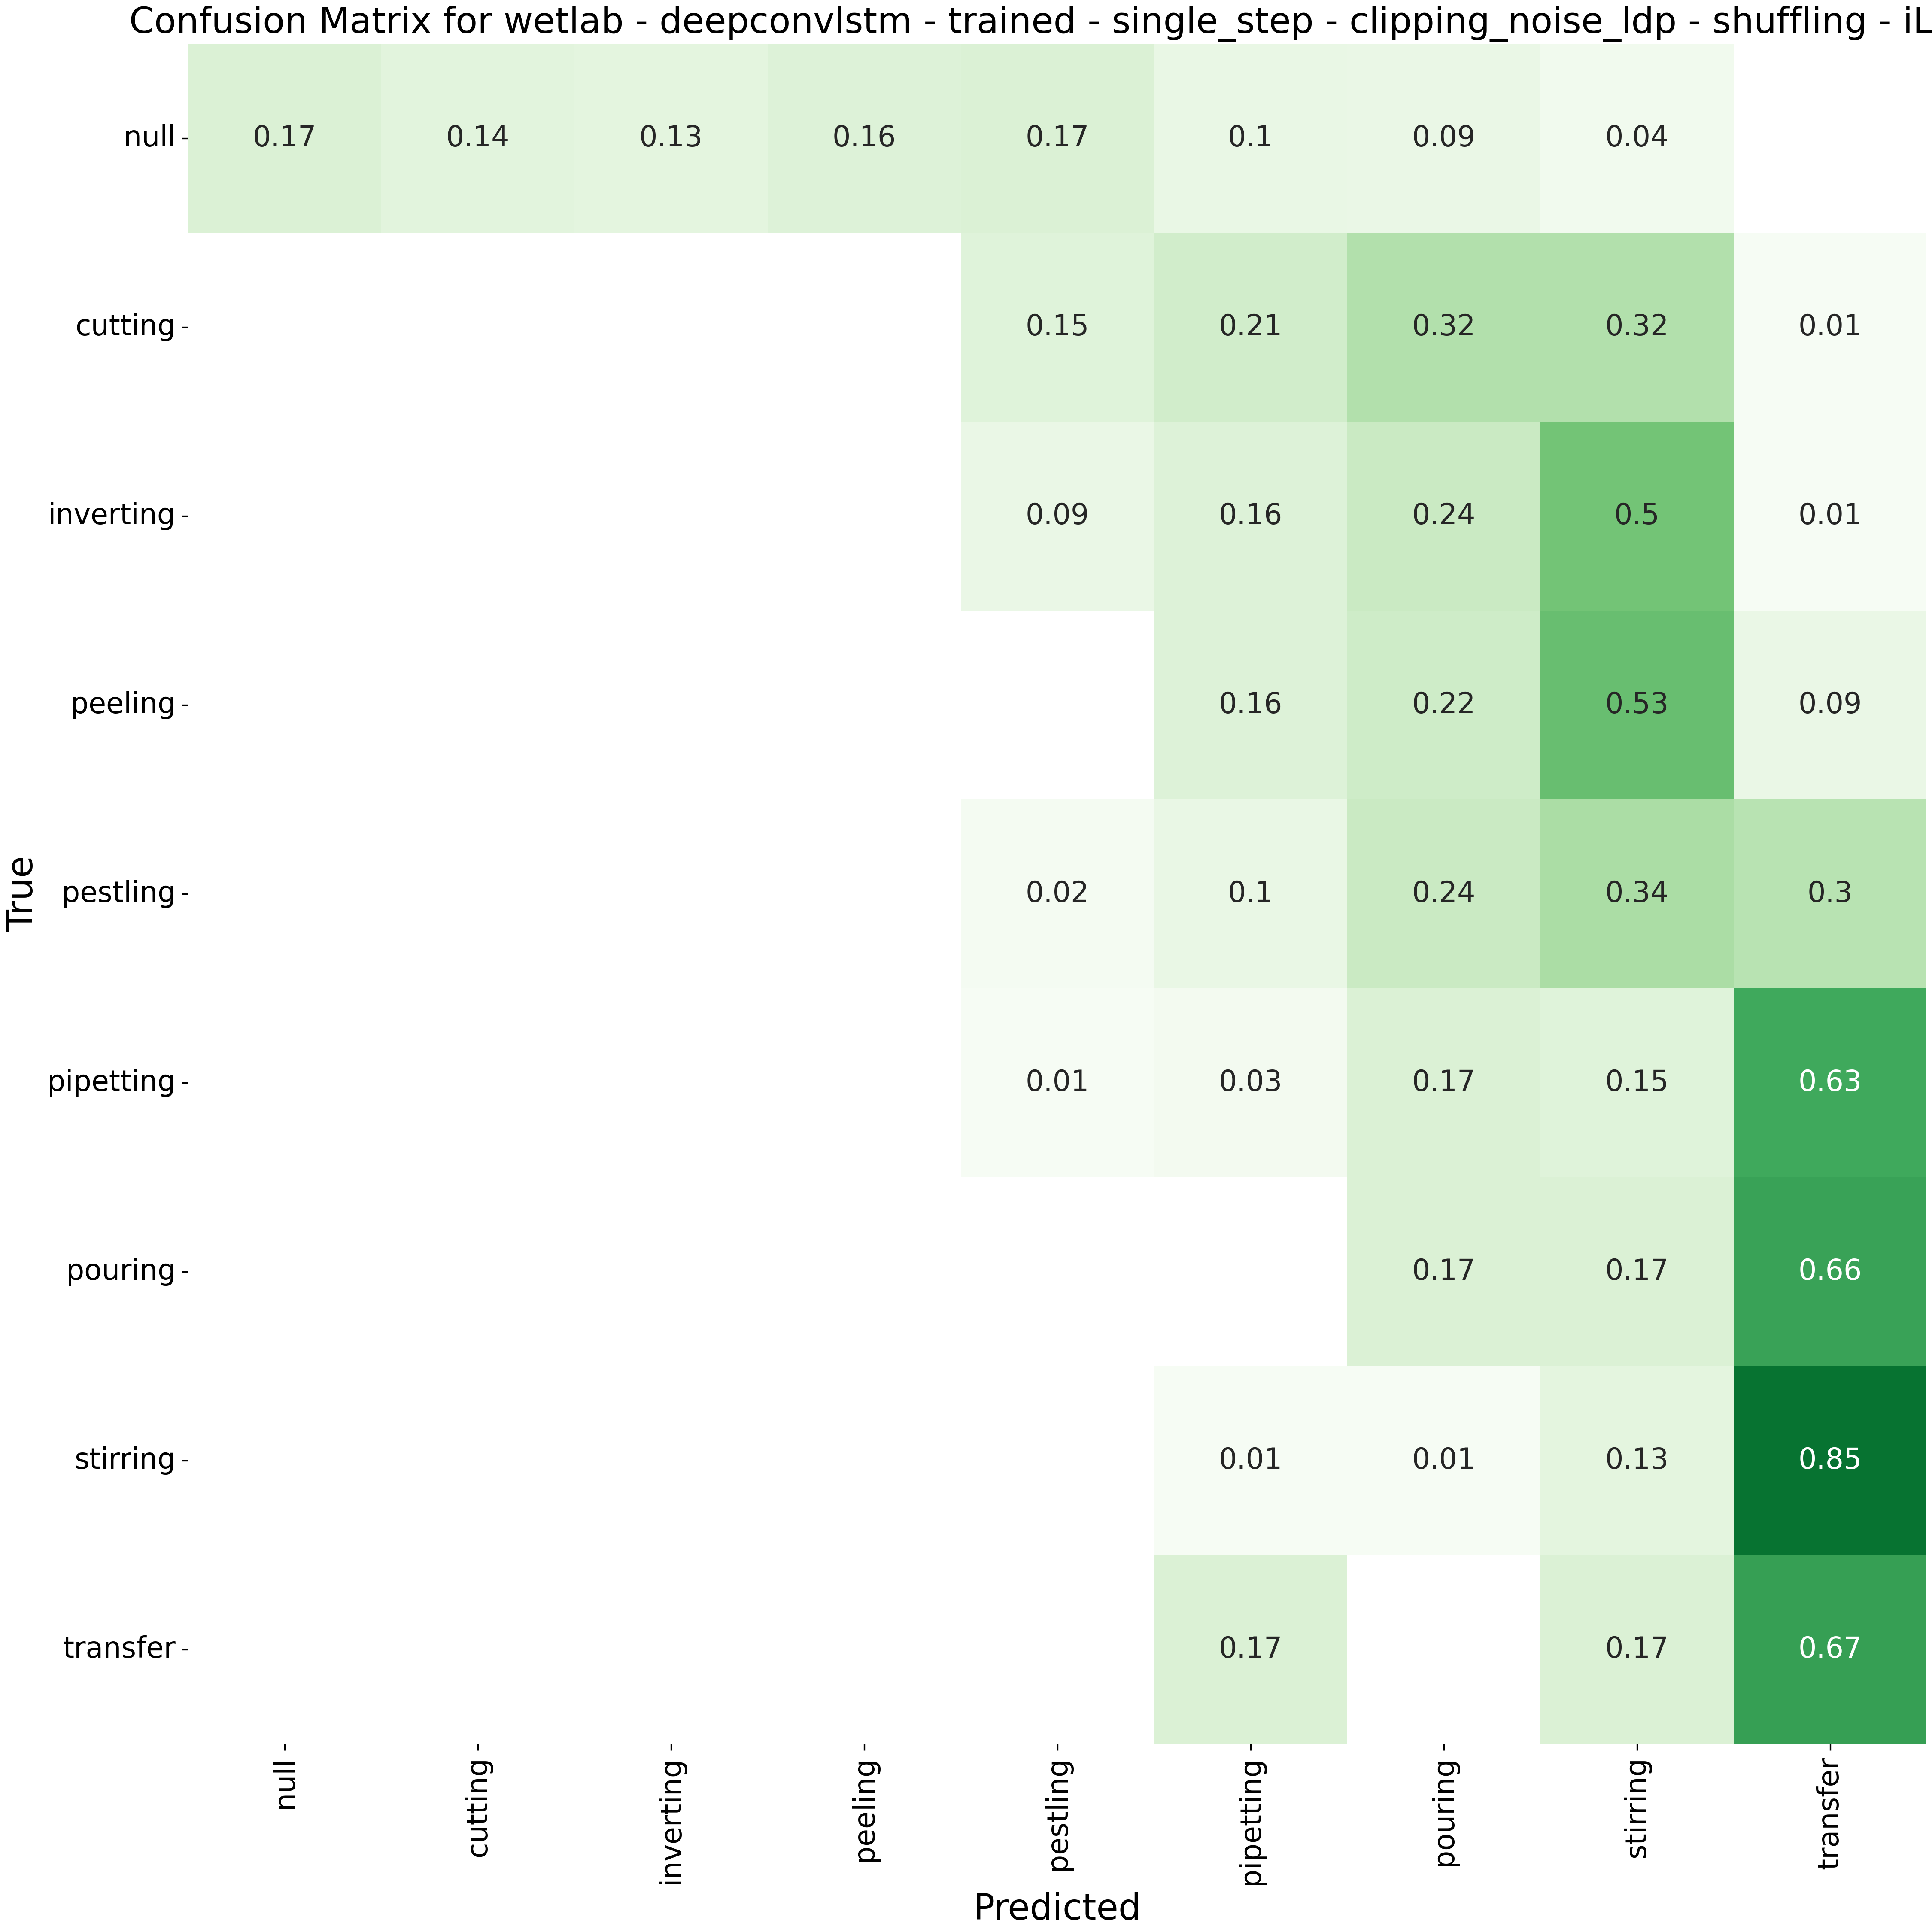 Confusion Matrix for wetlab - deepconvlstm - trained - single_step - clipping_noise_ldp - shuffling - iL
null 0.17 0.14 0.13 0.16 0.17 0.1 0.09 0.04
cutting 0.15 0.21 0.32 0.32 0.01
inverting 0.09 0.16 0.24 0.5 0.01
peeling 0.16 0.22 0.53 0.09
pestling 0.02 0.1 0.24 0.34 0.3
pipetting 0.01 0.03 0.17 0.15 0.63
pouring 0.17 0.17 0.66
stirring 0.01 0.01 0.13 0.85
transfer 0.17 0.17 0.67
True
null cutting inverting peeling pestling pipetting pouring stirring transfer
Predicted